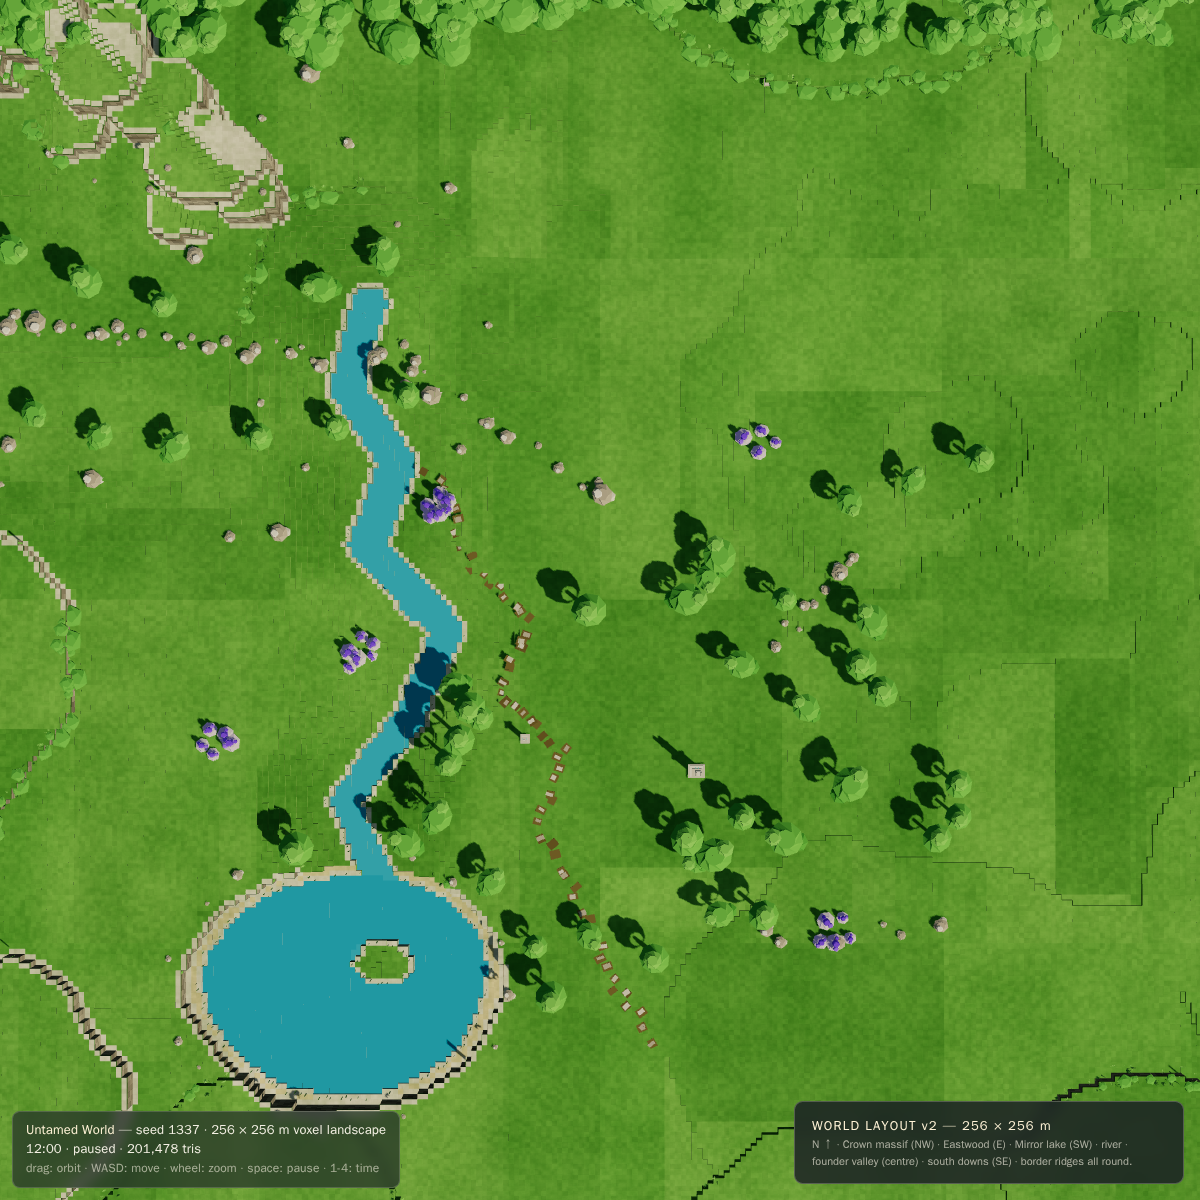 Untamed World — seed 1337 · 256 × 256 m voxel landscape
12:00 · paused · 201,478 tris
drag: orbit · WASD: move · wheel: zoom · space: pause · 1-4: time
WORLD LAYOUT v2 — 256 × 256 m
N ↑ · Crown massif (NW) · Eastwood (E) · Mirror lake (SW) · river ·
founder valley (centre) · south downs (SE) · border ridges all round.